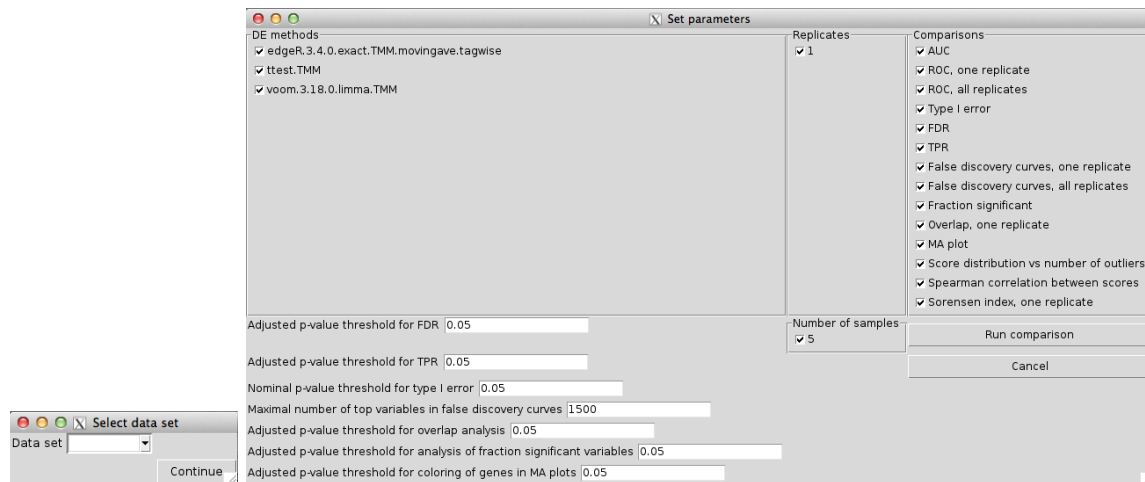 Select data set
Data set
Continue
Set parameters
DE methods
edgeR.3.4.0.exact.TMM.movingave.tagwise
ttest.TMM
voom.3.18.0.limma.TMM
Replicates
1
Comparisons
AUC
ROC, one replicate
ROC, all replicates
Type I error
FDR
TPR
False discovery curves, one replicate
False discovery curves, all replicates
Fraction significant
Overlap, one replicate
MA plot
Score distribution vs number of outliers
Spearman correlation between scores
Sorensen index, one replicate
Adjusted p-value threshold for FDR 0.05
Adjusted p-value threshold for TPR 0.05
Nominal p-value threshold for type I error 0.05
Maximal number of top variables in false discovery curves 1500
Adjusted p-value threshold for overlap analysis 0.05
Adjusted p-value threshold for analysis of fraction significant variables 0.05
Adjusted p-value threshold for coloring of genes in MA plots 0.05
Number of samples
5
Run comparison
Cancel